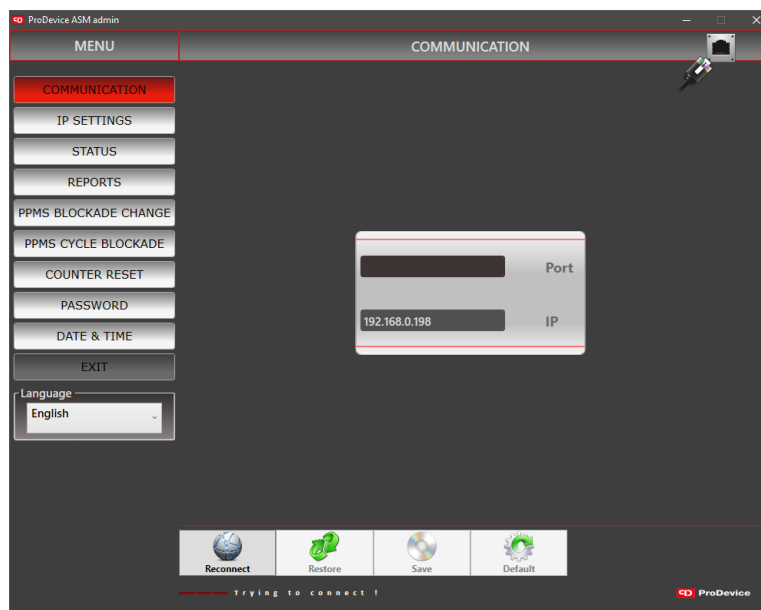 ProDevice ASM admin
MENU
COMMUNICATION
COMMUNICATION
IP SETTINGS
STATUS
REPORTS
PPMS BLOCKADE CHANGE
PPMS CYCLE BLOCKADE
COUNTER RESET
PASSWORD
DATE & TIME
EXIT
Language
English
Port
192.168.0.198 IP
Reconnect Restore Save Default
Trying to connect !
ProDevice